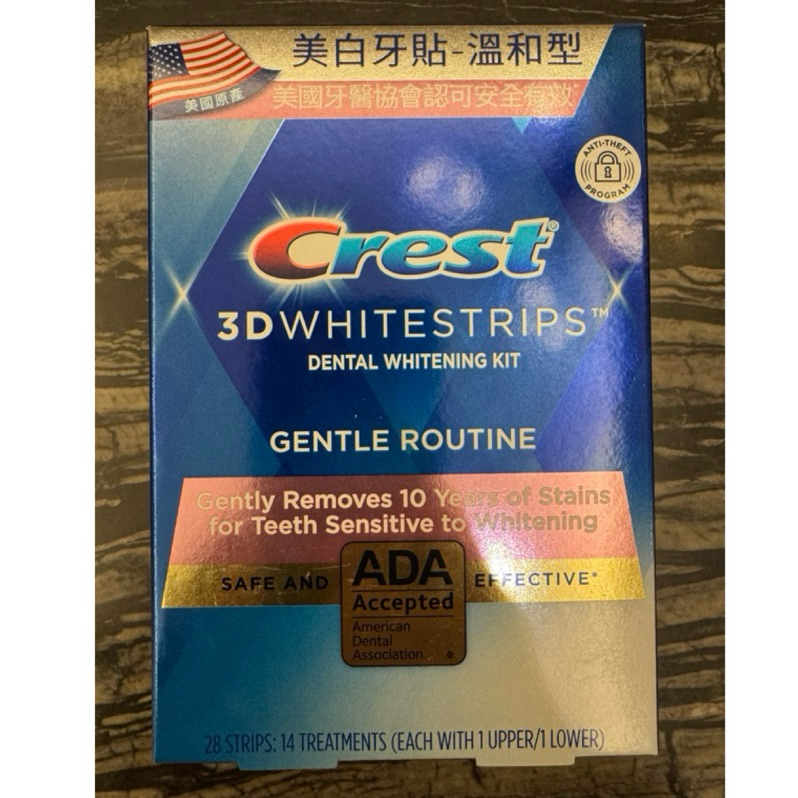 美白牙貼-溫和型
美國原產
美國牙醫協會認可安全有效*
ANTI-THEFT
PROGRAM
Crest®
3DWHITESTRIPS™
DENTAL WHITENING KIT
GENTLE ROUTINE
Gently Removes 10 Years of Stains
for Teeth Sensitive to Whitening
SAFE AND EFFECTIVE*
ADA
Accepted
American
Dental
Association ®
28 STRIPS: 14 TREATMENTS (EACH WITH 1 UPPER/1 LOWER)